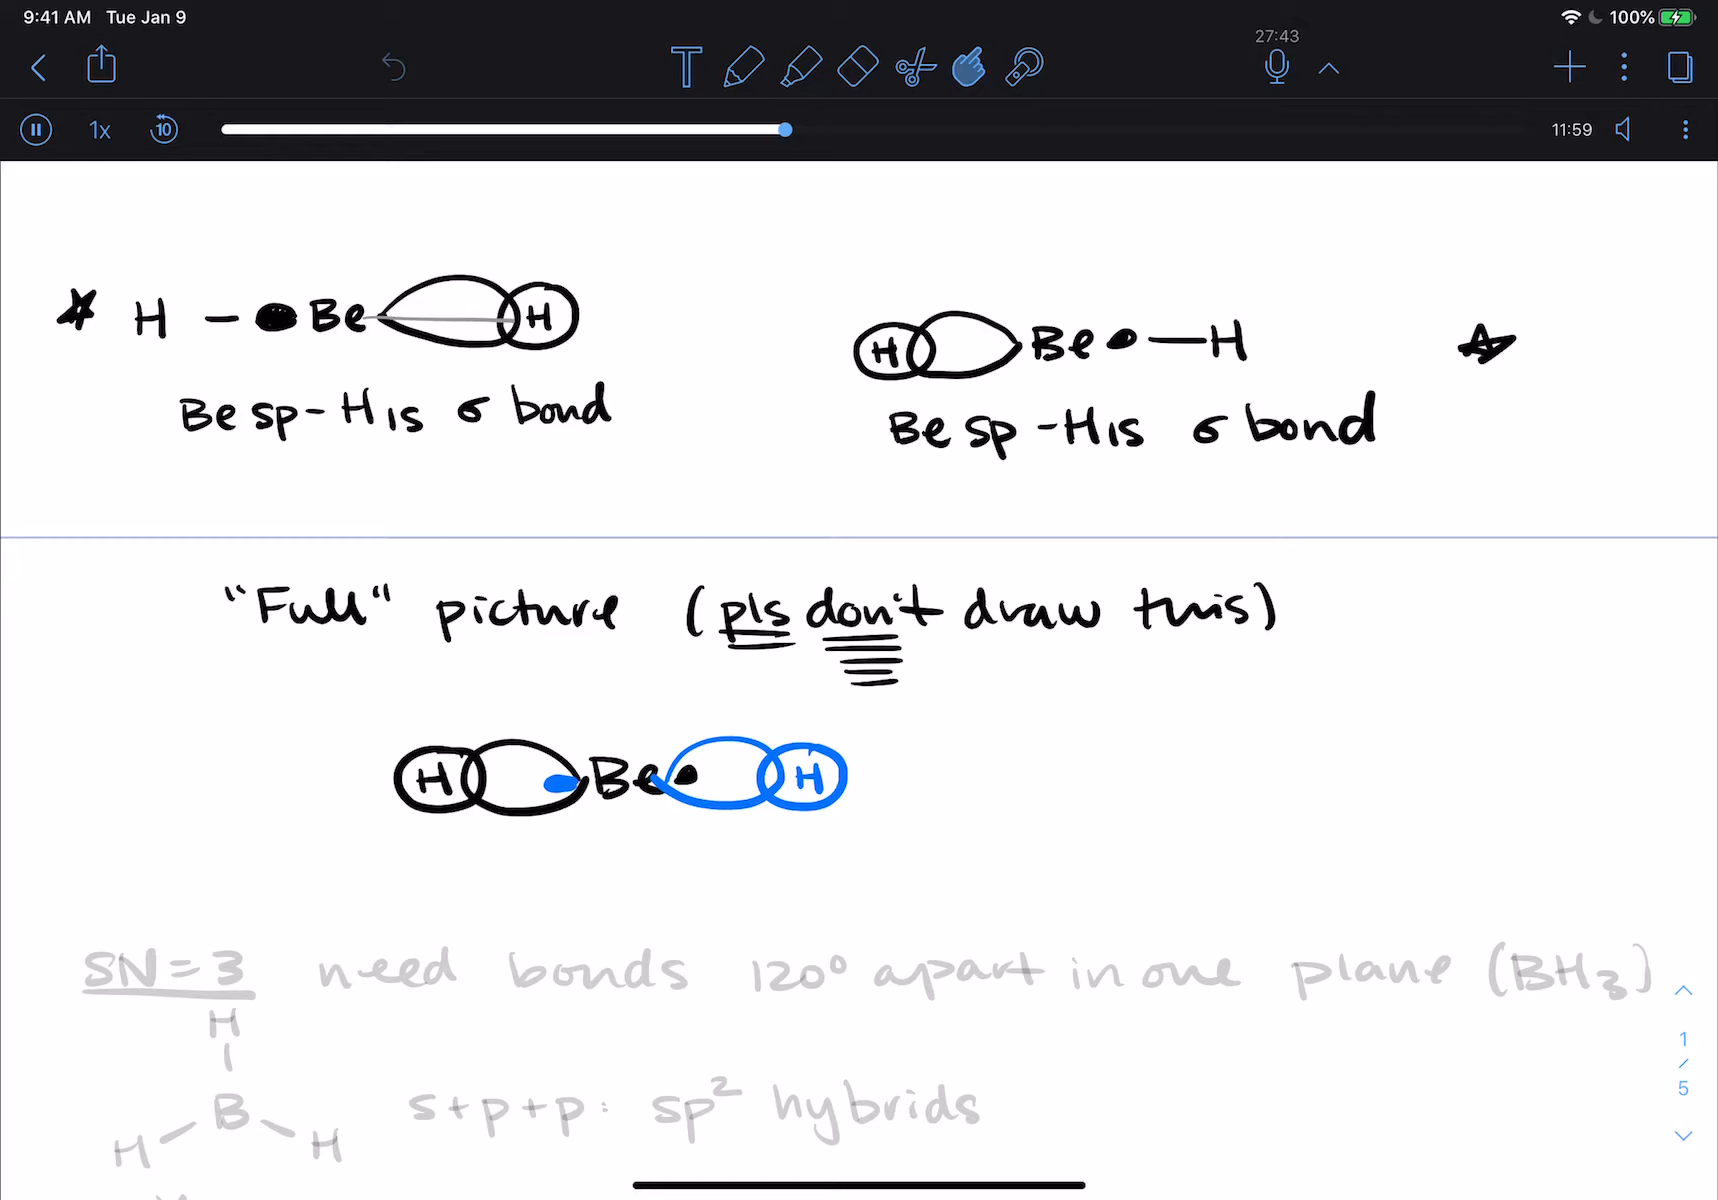 9:41 AM Tue Jan 9
100%
27:43
1x
10
11:59
H - Be H
H Be - H
Be sp - H 1s σ bond
Be sp - H 1s σ bond
"Full" picture (pls don't draw this)
H Be H
SN = 3 need bonds 120° apart in one plane (BH₃)
H
B
H H
s + p + p : sp² hybrids
1
/
5